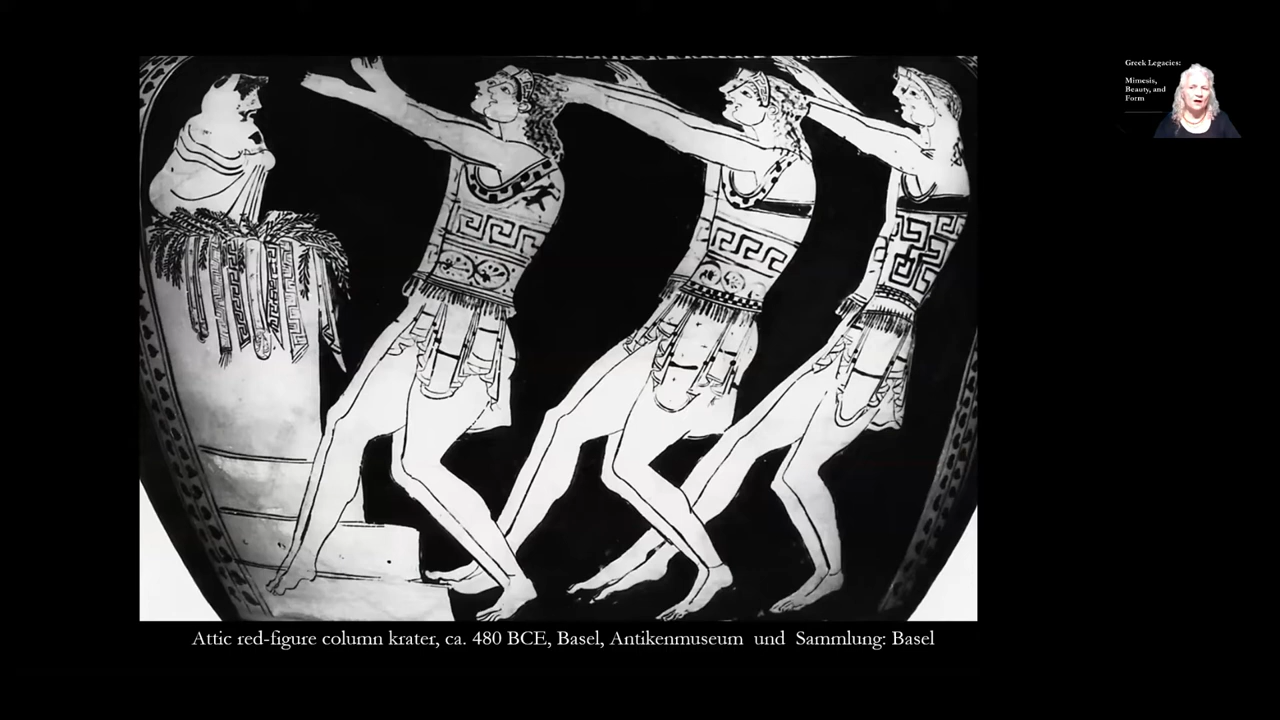 Greek Legacies:
Mimesis,
Beauty, and
Form
Attic red-figure column krater, ca. 480 BCE, Basel, Antikenmuseum und Sammlung: Basel